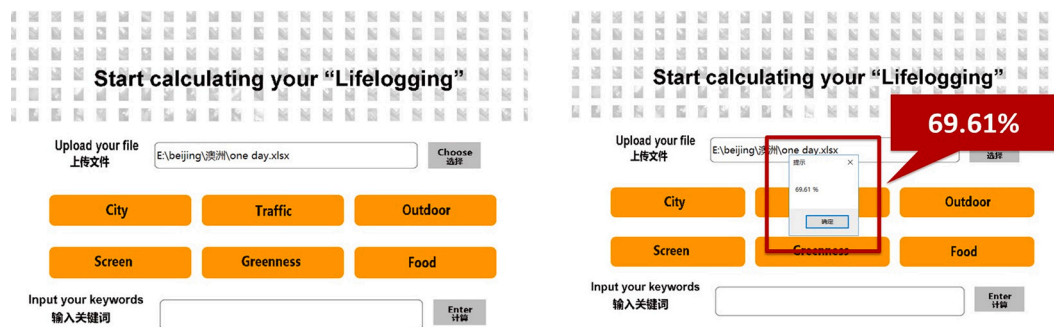 Start calculating your “Lifelogging”
Upload your file
上传文件
E:\beijing\澳洲\one day.xlsx
Choose
选择
City
Traffic
Outdoor
Screen
Greenness
Food
Input your keywords
输入关键词
Enter
计算
Start calculating your “Lifelogging”
69.61%
Upload your file
上传文件
E:\beijing\澳洲\one day.xlsx
选择
提示
69.61 %
确定
City
Outdoor
Screen
Greenness
Food
Input your keywords
输入关键词
Enter
计算